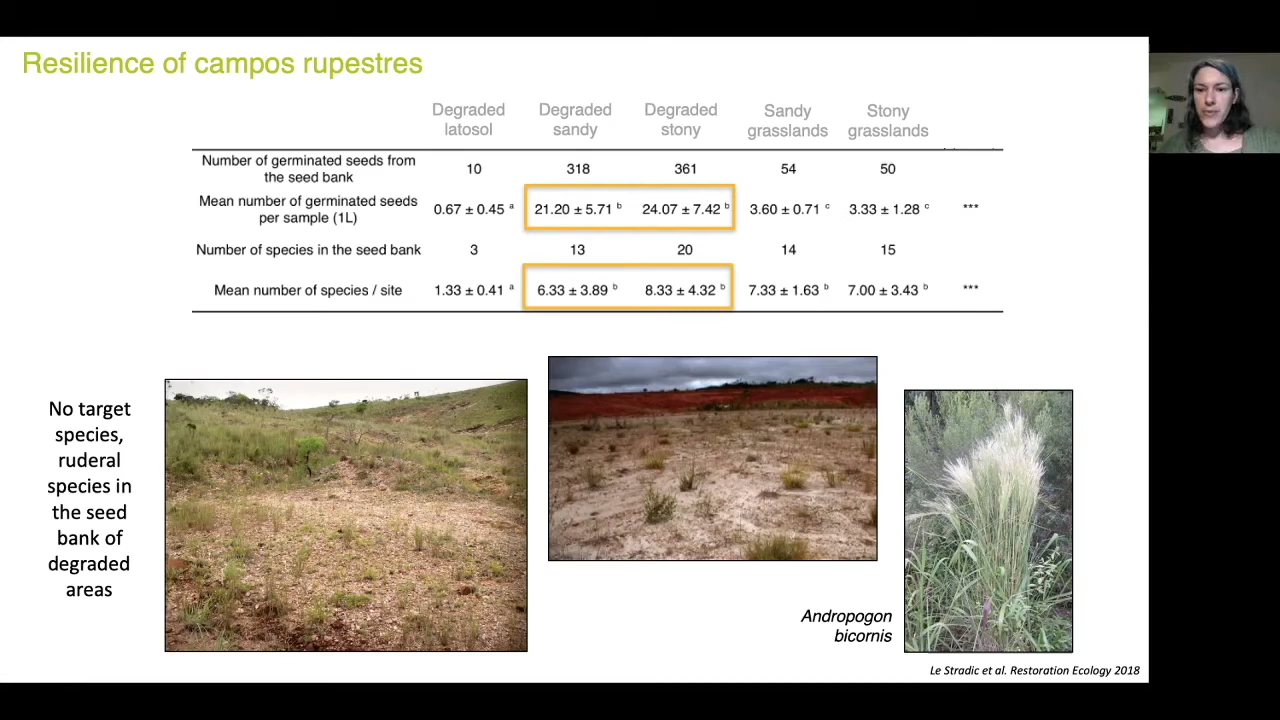 Resilience of campos rupestres
Degraded latosol Degraded sandy Degraded stony Sandy grasslands Stony grasslands
Number of germinated seeds from the seed bank 10 318 361 54 50
Mean number of germinated seeds per sample (1L) 0.67 ± 0.45 a 21.20 ± 5.71 b 24.07 ± 7.42 b 3.60 ± 0.71 c 3.33 ± 1.28 c ***
Number of species in the seed bank 3 13 20 14 15
Mean number of species / site 1.33 ± 0.41 a 6.33 ± 3.89 b 8.33 ± 4.32 b 7.33 ± 1.63 b 7.00 ± 3.43 b ***
No target
species,
ruderal
species in
the seed
bank of
degraded
areas
Andropogon
bicornis
Le Stradic et al. Restoration Ecology 2018